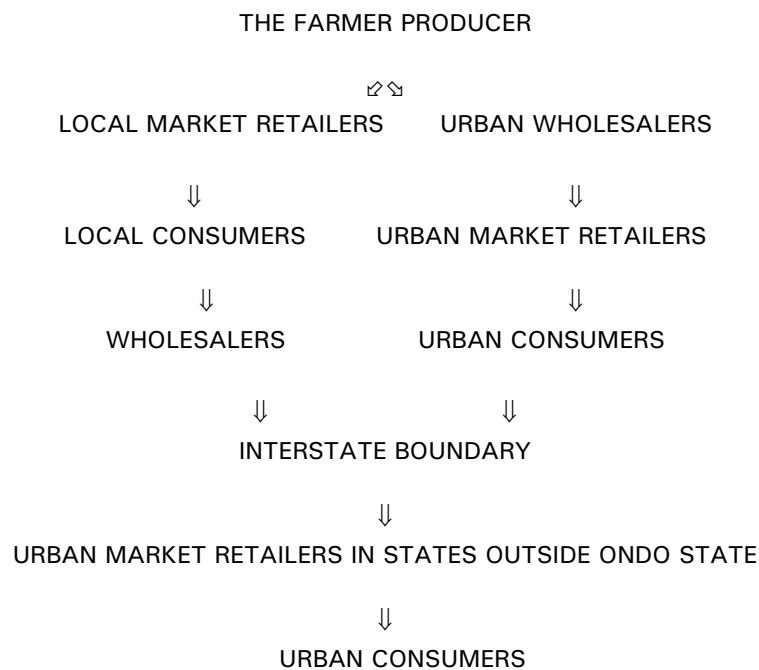 THE FARMER PRODUCER
⬃⬂
LOCAL MARKET RETAILERS URBAN WHOLESALERS
⇓ ⇓
LOCAL CONSUMERS URBAN MARKET RETAILERS
⇓ ⇓
WHOLESALERS URBAN CONSUMERS
⇓ ⇓
INTERSTATE BOUNDARY
⇓
URBAN MARKET RETAILERS IN STATES OUTSIDE ONDO STATE
⇓
URBAN CONSUMERS